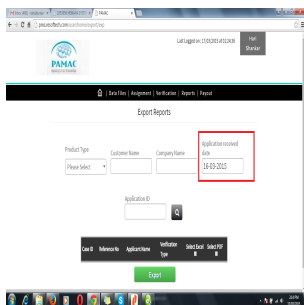 PAMAC
Last Logged on: 17/03/2015 at 03:24:36
Hari
Shankar
| Data Files | Assignment | Verification | Reports | Payout
Export Reports
Product Type
Customer Name
Company Name
Application received
date
Please Select
16-03-2015
Application ID
Case ID
Reference No
Applicant Name
Verification
Type
Select Excel
Select PDF
Export